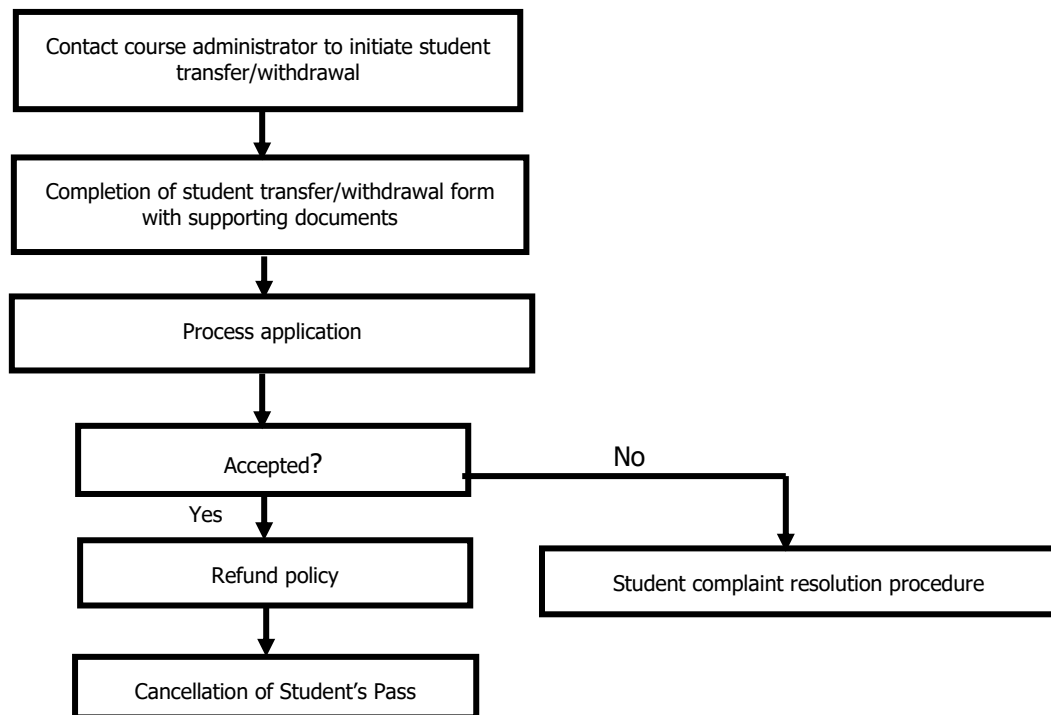 Contact course administrator to initiate student
transfer/withdrawal
Completion of student transfer/withdrawal form
with supporting documents
Process application
Accepted?
No
Yes
Refund policy
Student complaint resolution procedure
Cancellation of Student’s Pass